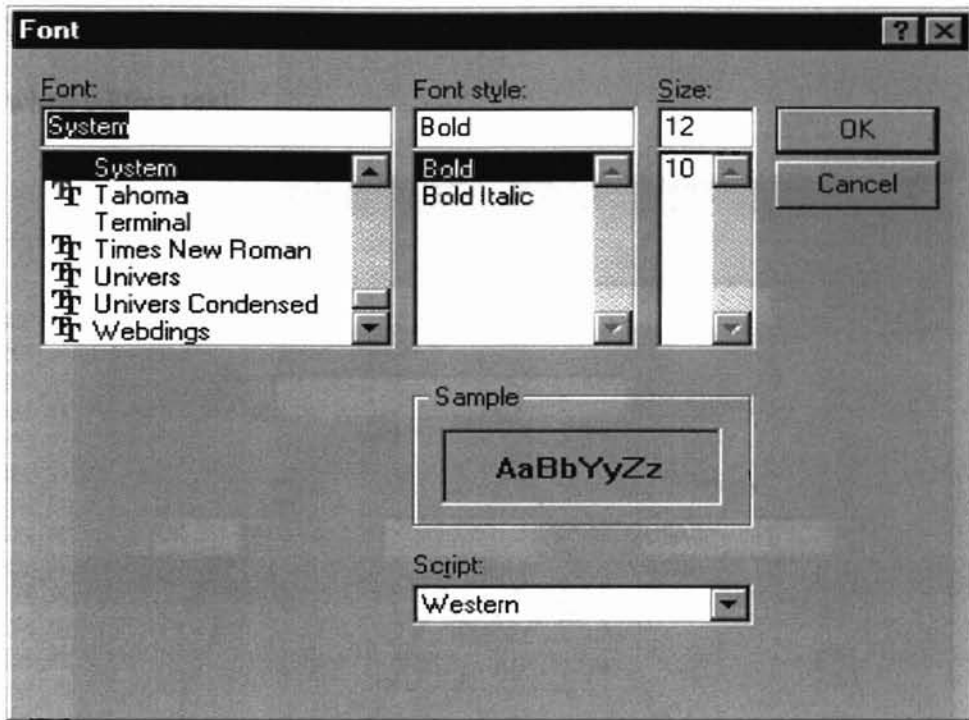 Font
Font:
System
System
Tahoma
Terminal
Times New Roman
Univers
Univers Condensed
Webdings
Font style:
Bold
Bold
Bold Italic
Size:
12
10
OK
Cancel
Sample
AaBbYyZz
Script:
Western